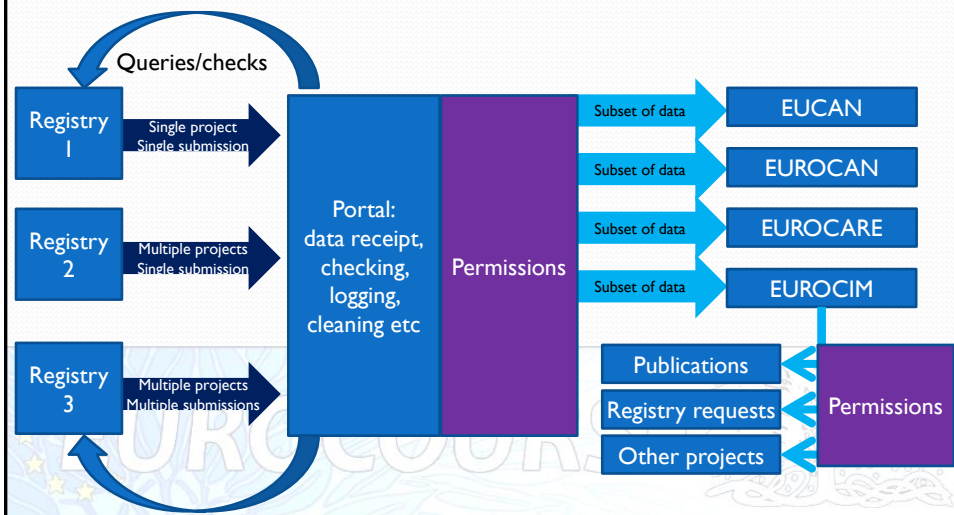 Queries/checks
Registry
1
Single project
Single submission
Registry
2
Multiple projects
Single submission
Registry
3
Multiple projects
Multiple submissions
Portal:
data receipt,
checking,
logging,
cleaning etc
Permissions
Subset of data
EUCAN
Subset of data
EUROCAN
Subset of data
EUROCARE
Subset of data
EUROCIM
Publications
Registry requests
Other projects
Permissions
EUROCOURS